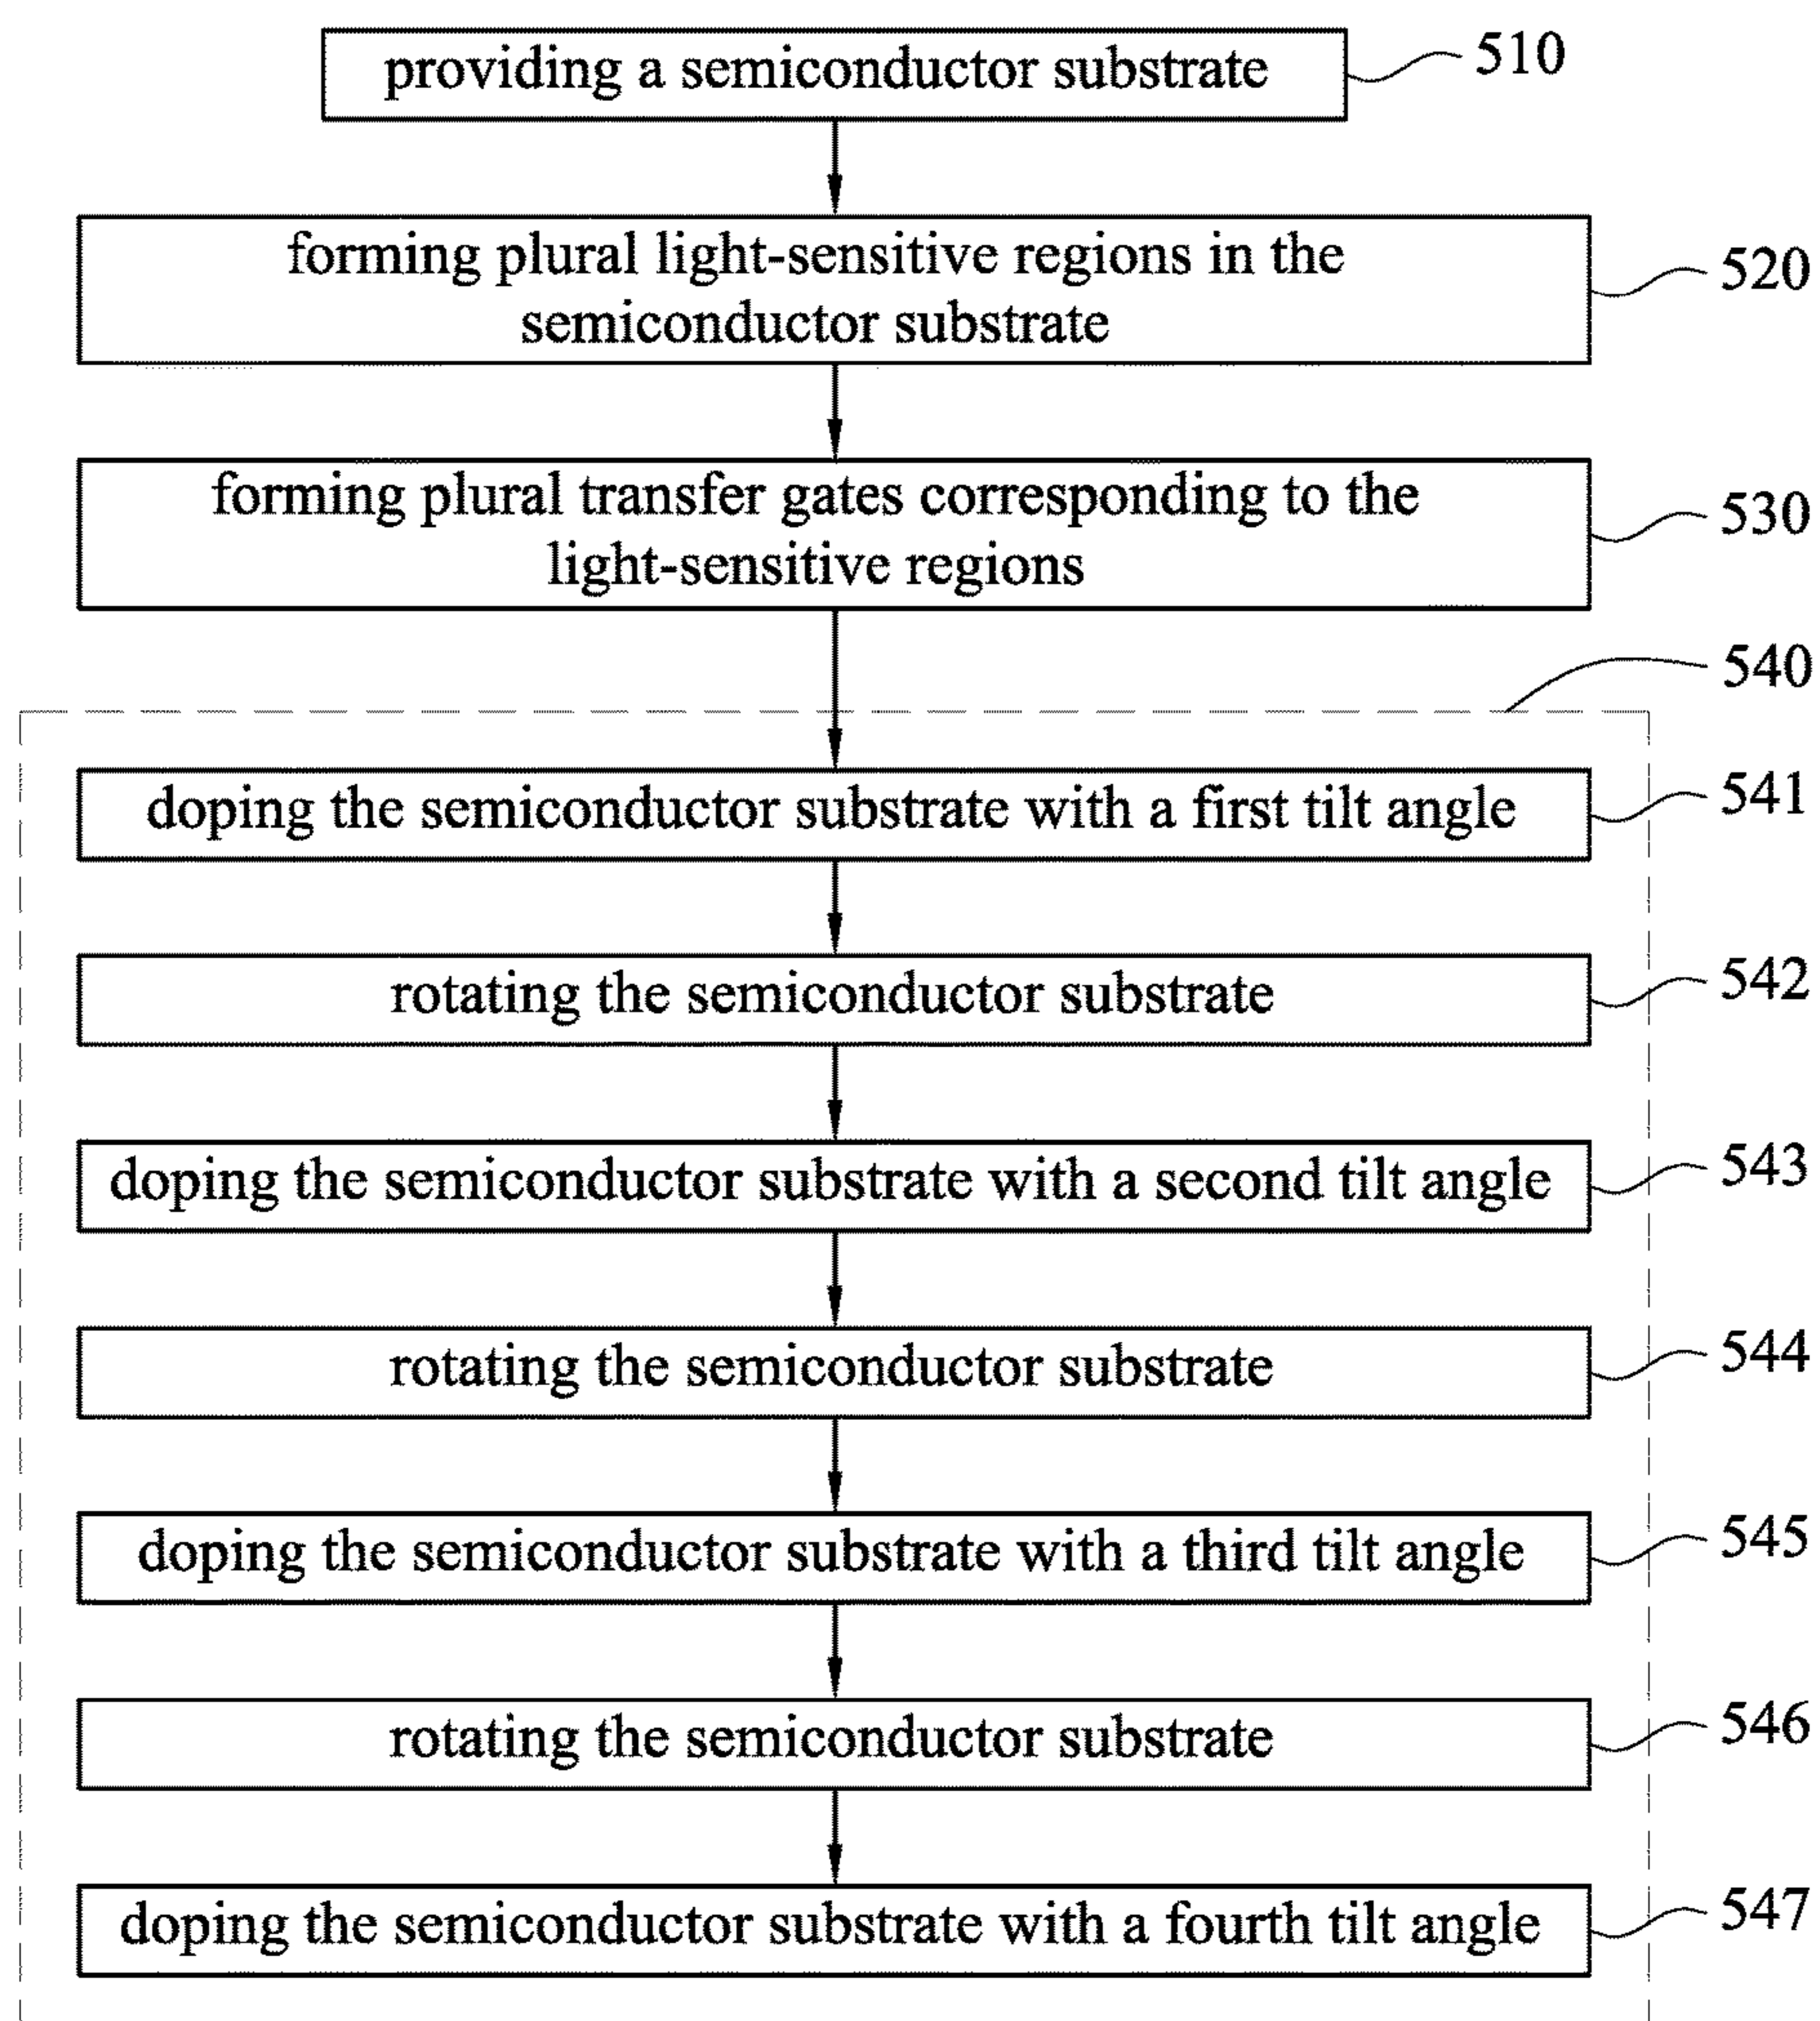 providing a semiconductor substrate
510
forming plural light-sensitive regions in the
semiconductor substrate
520
forming plural transfer gates corresponding to the
light-sensitive regions
530
540
doping the semiconductor substrate with a first tilt angle
541
rotating the semiconductor substrate
542
doping the semiconductor substrate with a second tilt angle
543
rotating the semiconductor substrate
544
doping the semiconductor substrate with a third tilt angle
545
rotating the semiconductor substrate
546
doping the semiconductor substrate with a fourth tilt angle
547